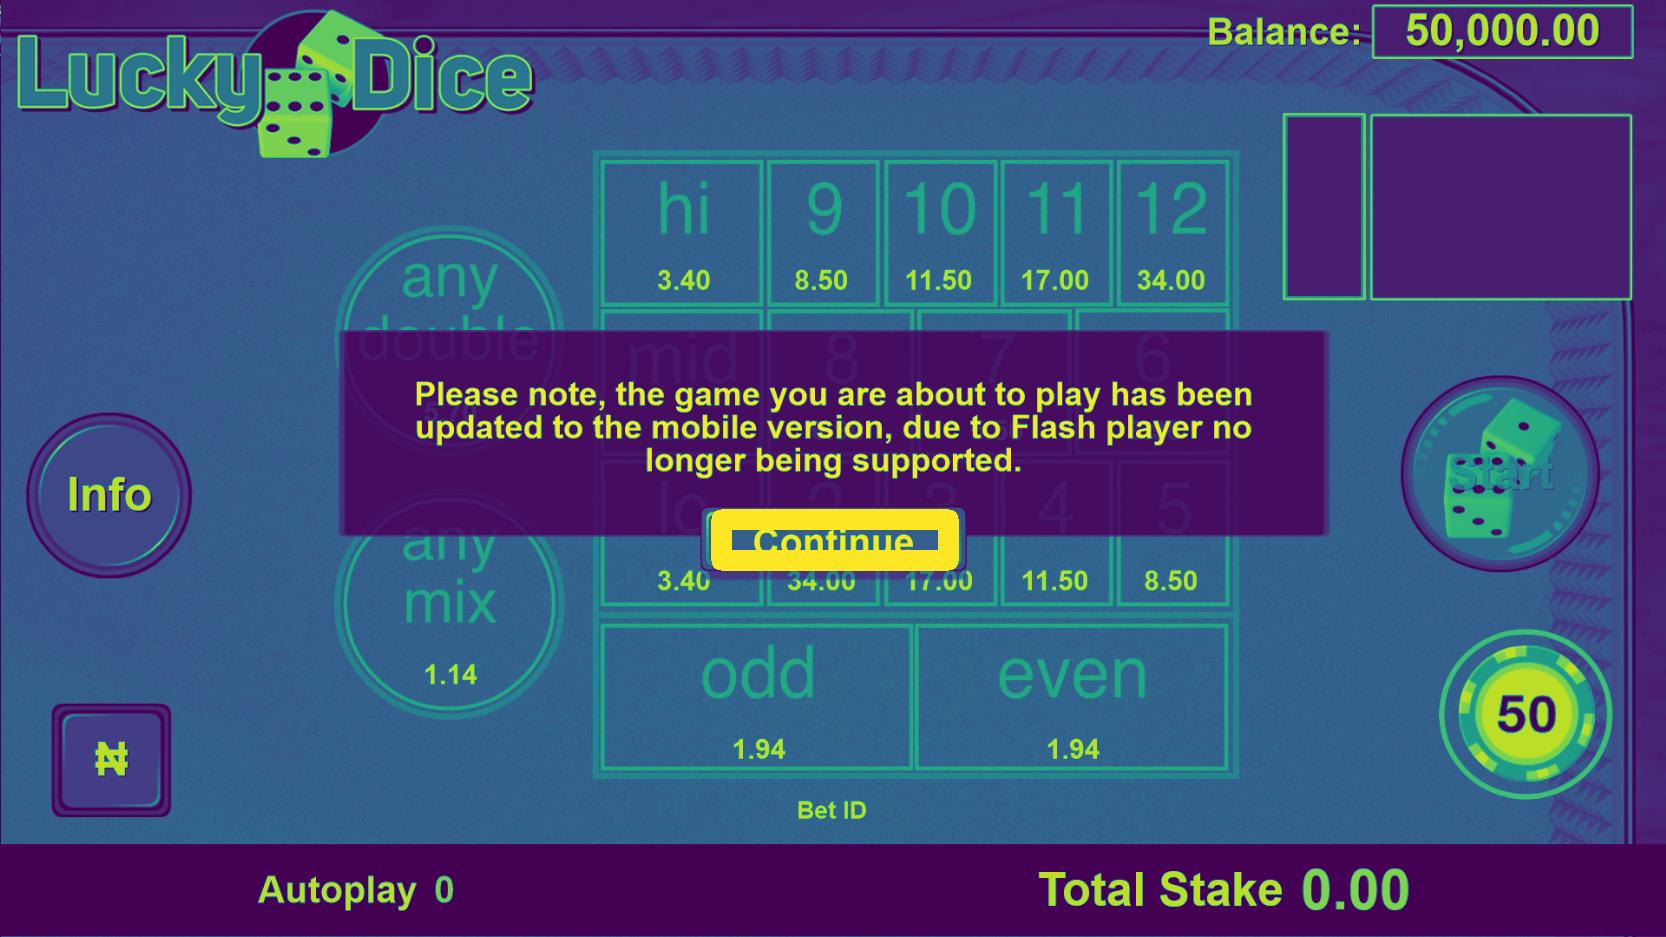 Lucky Dice
Balance: 50,000.00
hi 9 10 11 12
3.40 8.50 11.50 17.00 34.00
any
double
mid 8 7 6
Please note, the game you are about to play has been
updated to the mobile version, due to Flash player no
longer being supported.
Info
Start
lo 2 3 4 5
Continue
3.40 34.00 17.00 11.50 8.50
any
mix
1.14
odd even
1.94 1.94
50
₦
Bet ID
Autoplay 0
Total Stake 0.00